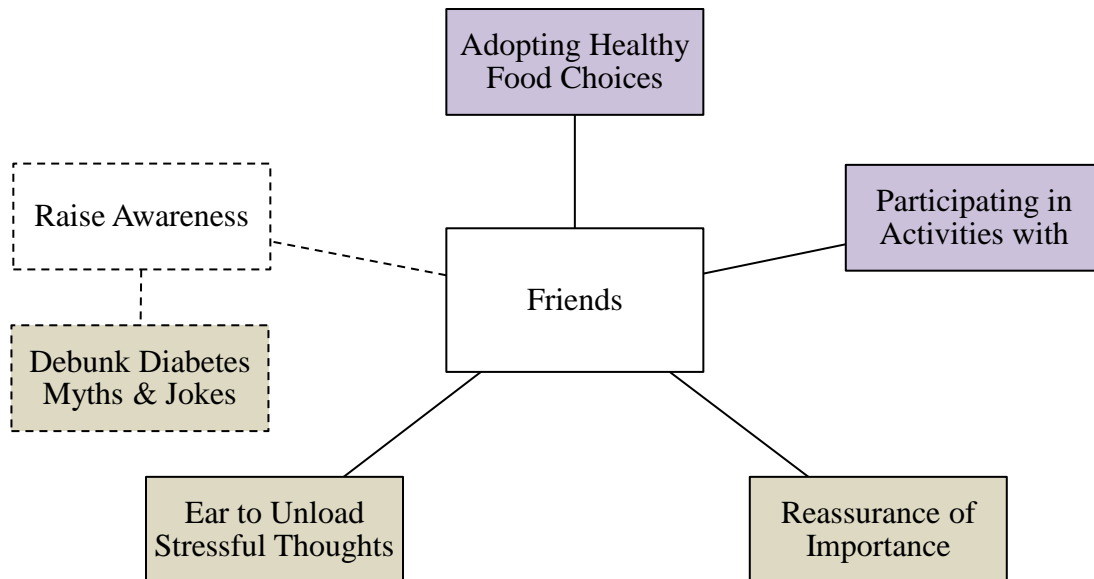 Adopting Healthy
Food Choices
Raise Awareness
Participating in
Activities with
Friends
Debunk Diabetes
Myths & Jokes
Ear to Unload
Stressful Thoughts
Reassurance of
Importance